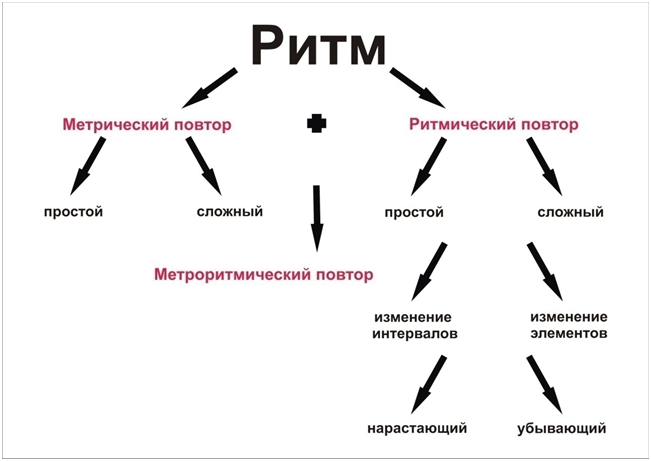 Ритм
Метрический повтор
Ритмический повтор
простой
сложный
простой
сложный
Метроритмический повтор
изменение
интервалов
изменение
элементов
нарастающий
убывающий